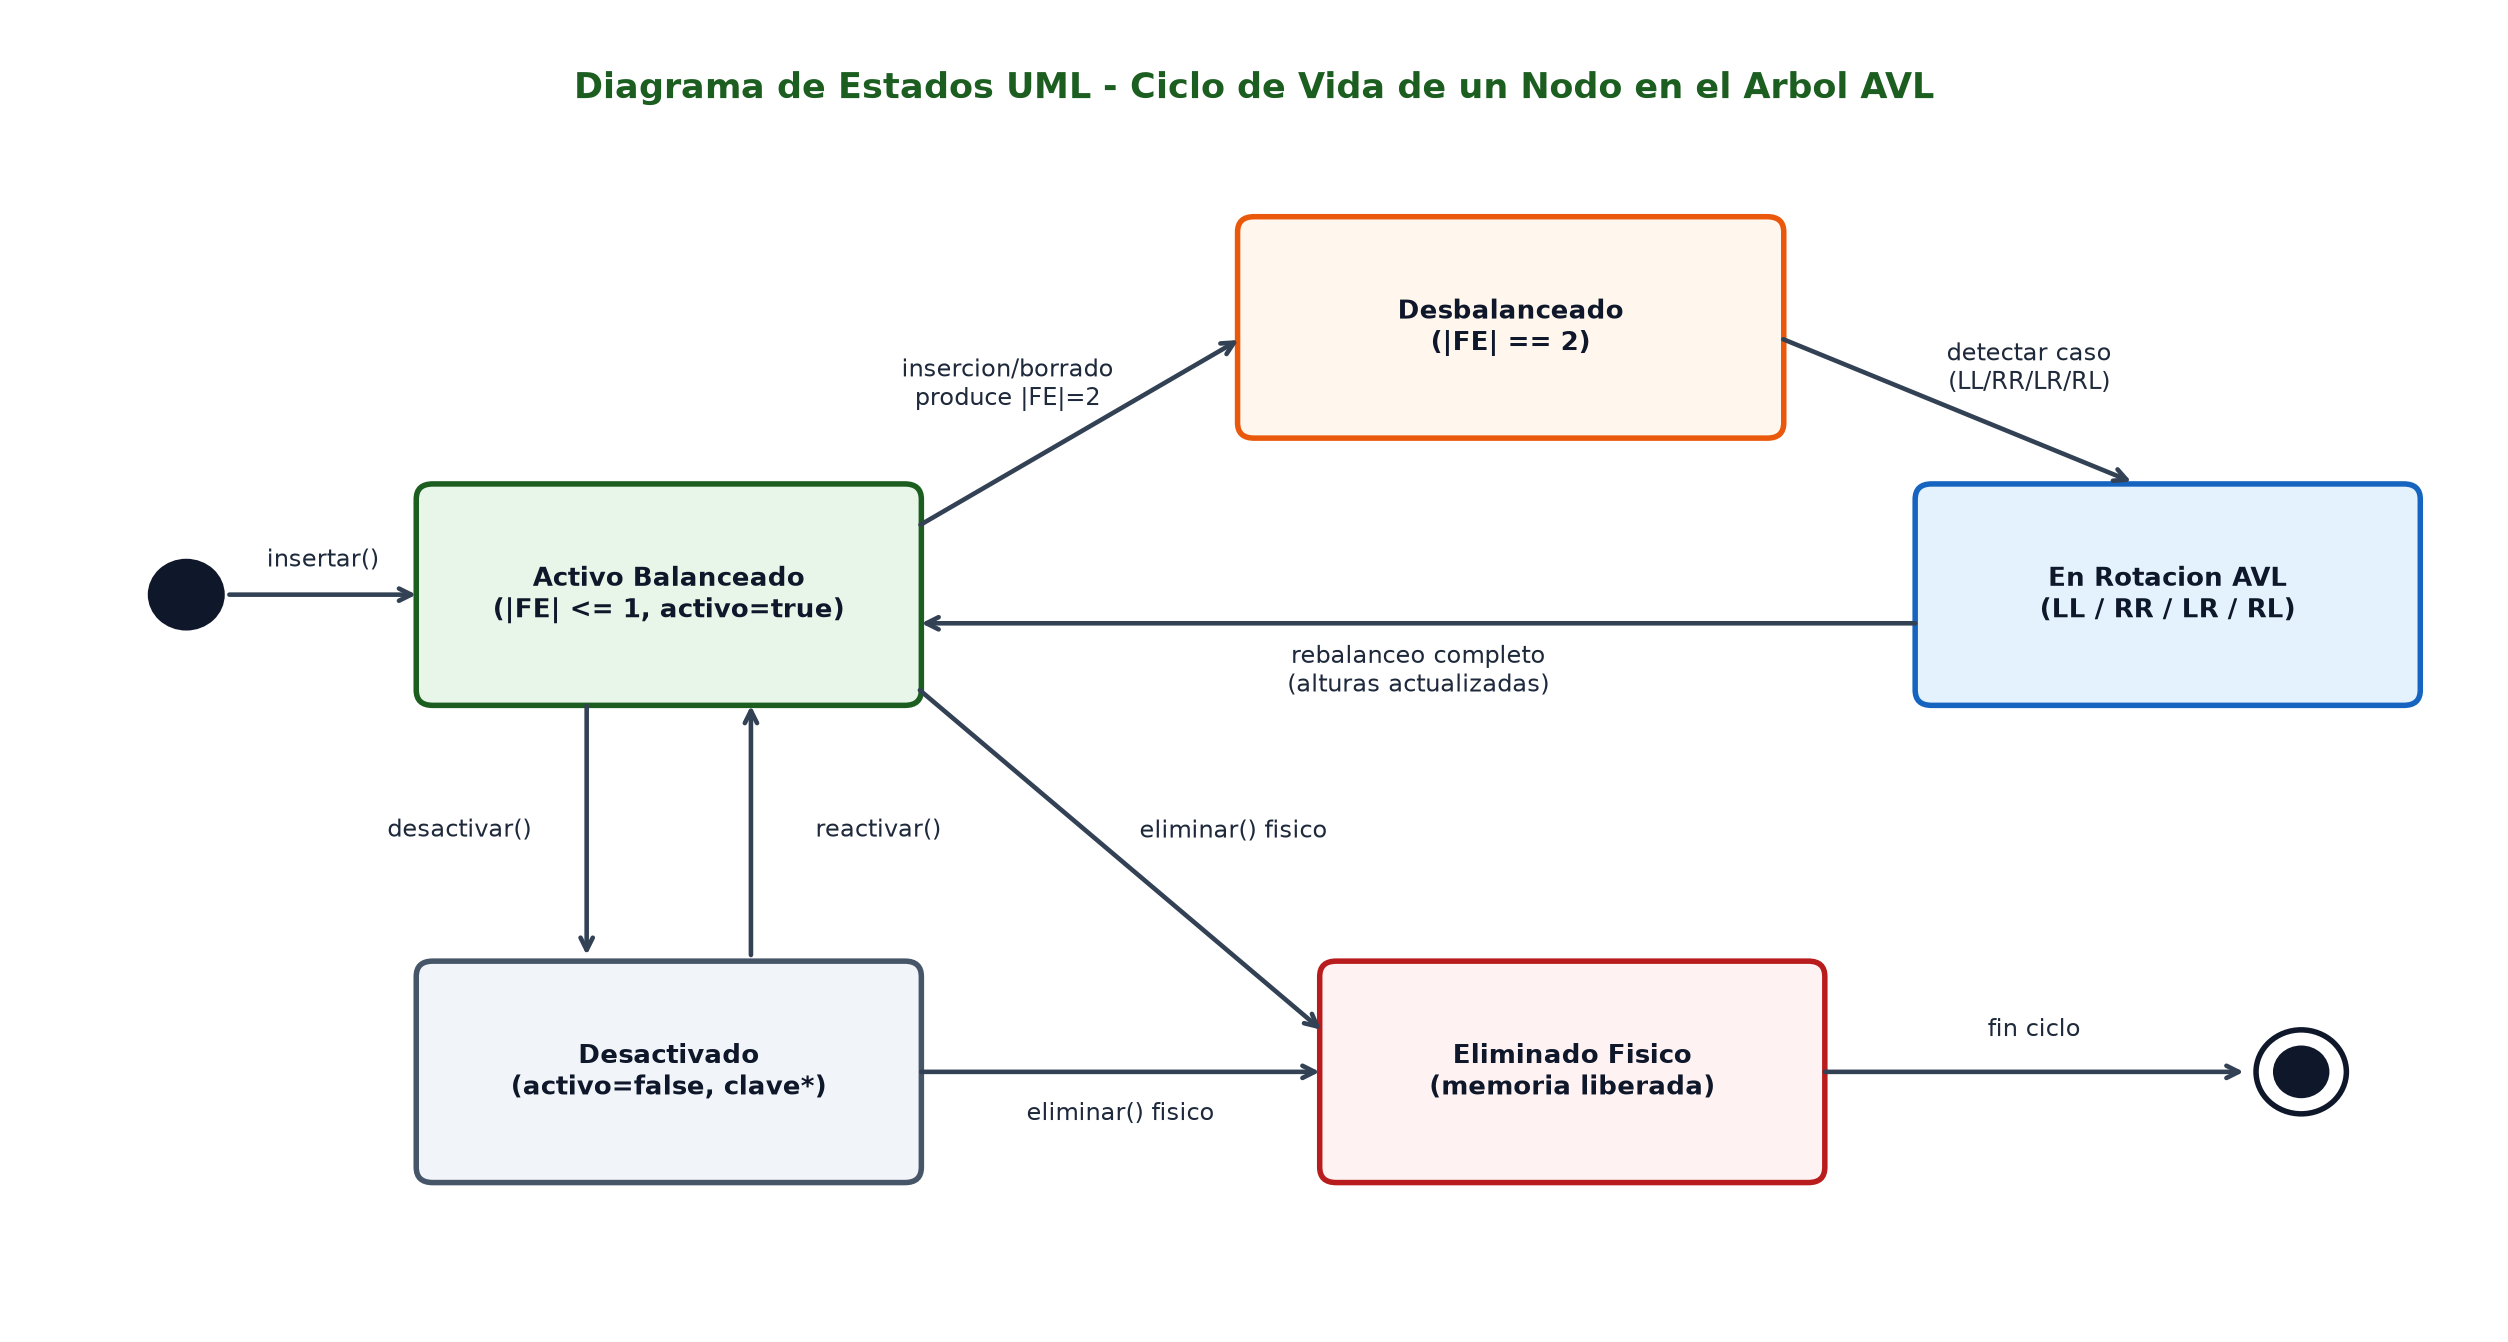 Diagrama de Estados UML - Ciclo de Vida de un Nodo en el Arbol AVL
Desbalanceado
(|FE| == 2)
insercion/borrado
produce |FE|=2
detectar caso
(LL/RR/LR/RL)
insertar()
Activo Balanceado
(|FE| <= 1, activo=true)
En Rotacion AVL
(LL / RR / LR / RL)
rebalanceo completo
(alturas actualizadas)
desactivar()
reactivar()
eliminar() fisico
Desactivado
(activo=false, clave*)
eliminar() fisico
Eliminado Fisico
(memoria liberada)
fin ciclo